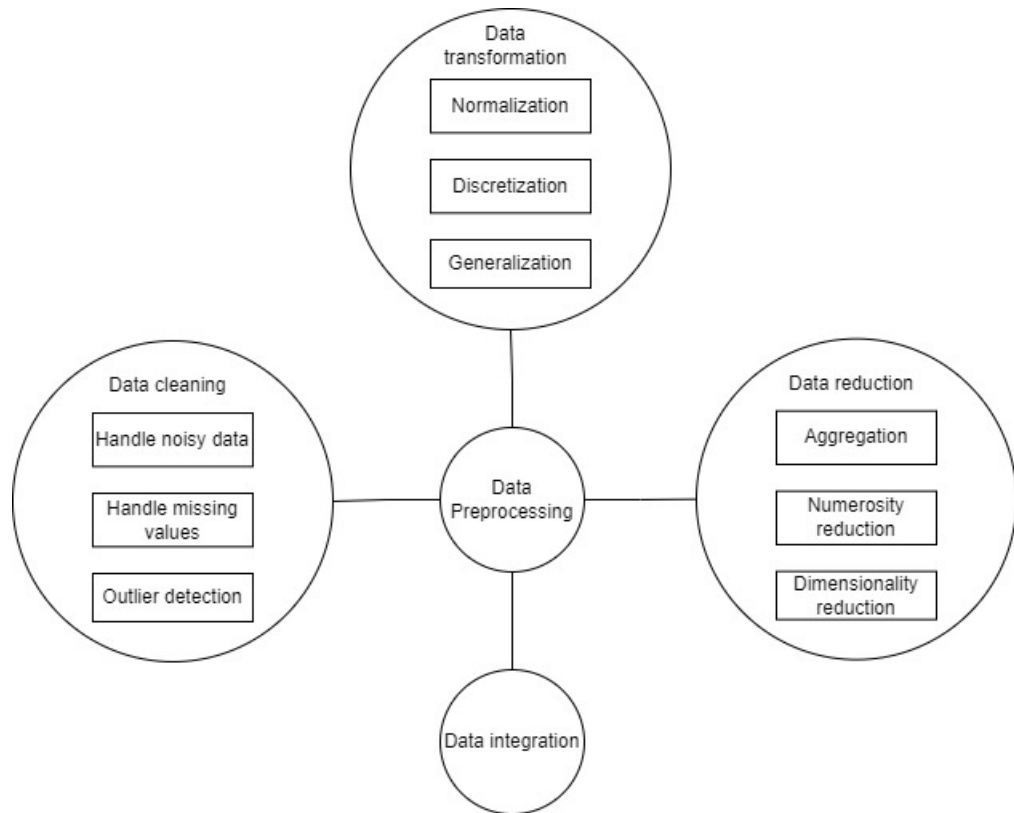 Data
transformation
Normalization
Discretization
Generalization
Data cleaning
Handle noisy data
Handle missing
values
Outlier detection
Data
Preprocessing
Data reduction
Aggregation
Numerosity
reduction
Dimensionality
reduction
Data integration